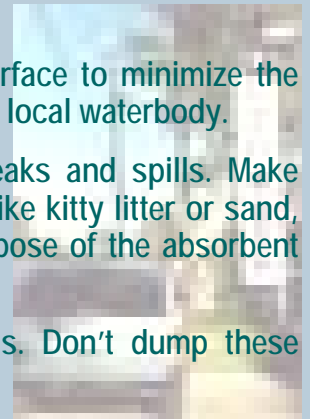 rface to minimize the
local waterbody.
eaks and spills. Make
ike kitty litter or sand,
pose of the absorbent
s. Don't dump these